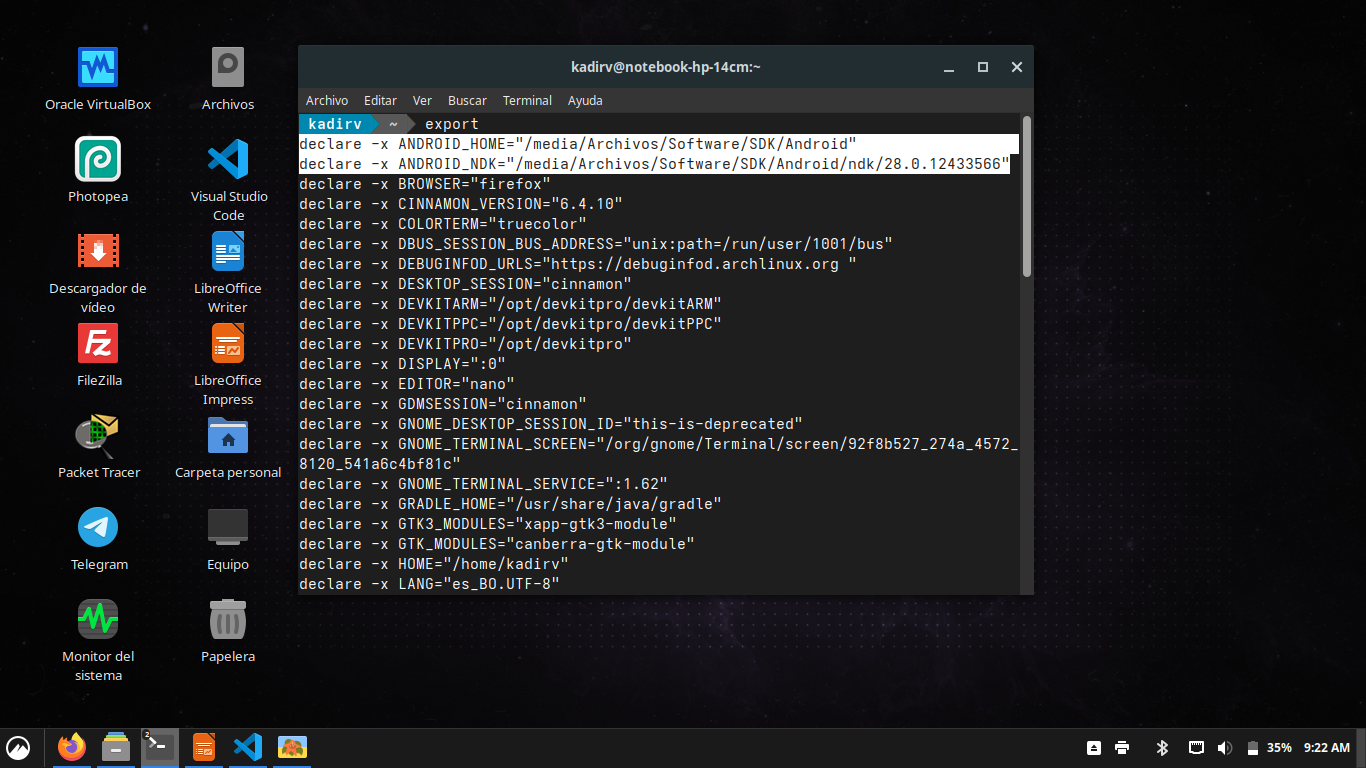 Oracle VirtualBox
Archivos
Photopea
Visual Studio
Code
Descargador de
vídeo
LibreOffice
Writer
Fz
FileZilla
LibreOffice
Impress
Packet Tracer
Carpeta personal
Telegram
Equipo
Monitor del
sistema
Papelera
kadirv@notebook-hp-14cm:~
Archivo Editar Ver Buscar Terminal Ayuda
kadirv ~ export
declare -x ANDROID_HOME="/media/Archivos/Software/SDK/Android"
declare -x ANDROID_NDK="/media/Archivos/Software/SDK/Android/ndk/28.0.12433566"
declare -x BROWSER="firefox"
declare -x CINNAMON_VERSION="6.4.10"
declare -x COLORTERM="truecolor"
declare -x DBUS_SESSION_BUS_ADDRESS="unix:path=/run/user/1001/bus"
declare -x DEBUGINFOD_URLS="https://debuginfod.archlinux.org "
declare -x DESKTOP_SESSION="cinnamon"
declare -x DEVKITARM="/opt/devkitpro/devkitARM"
declare -x DEVKITPPC="/opt/devkitpro/devkitPPC"
declare -x DEVKITPRO="/opt/devkitpro"
declare -x DISPLAY=":0"
declare -x EDITOR="nano"
declare -x GDMSESSION="cinnamon"
declare -x GNOME_DESKTOP_SESSION_ID="this-is-deprecated"
declare -x GNOME_TERMINAL_SCREEN="/org/gnome/Terminal/screen/92f8b527_274a_4572_
8120_541a6c4bf81c"
declare -x GNOME_TERMINAL_SERVICE=":1.62"
declare -x GRADLE_HOME="/usr/share/java/gradle"
declare -x GTK3_MODULES="xapp-gtk3-module"
declare -x GTK_MODULES="canberra-gtk-module"
declare -x HOME="/home/kadirv"
declare -x LANG="es_BO.UTF-8"
2
35% 9:22 AM